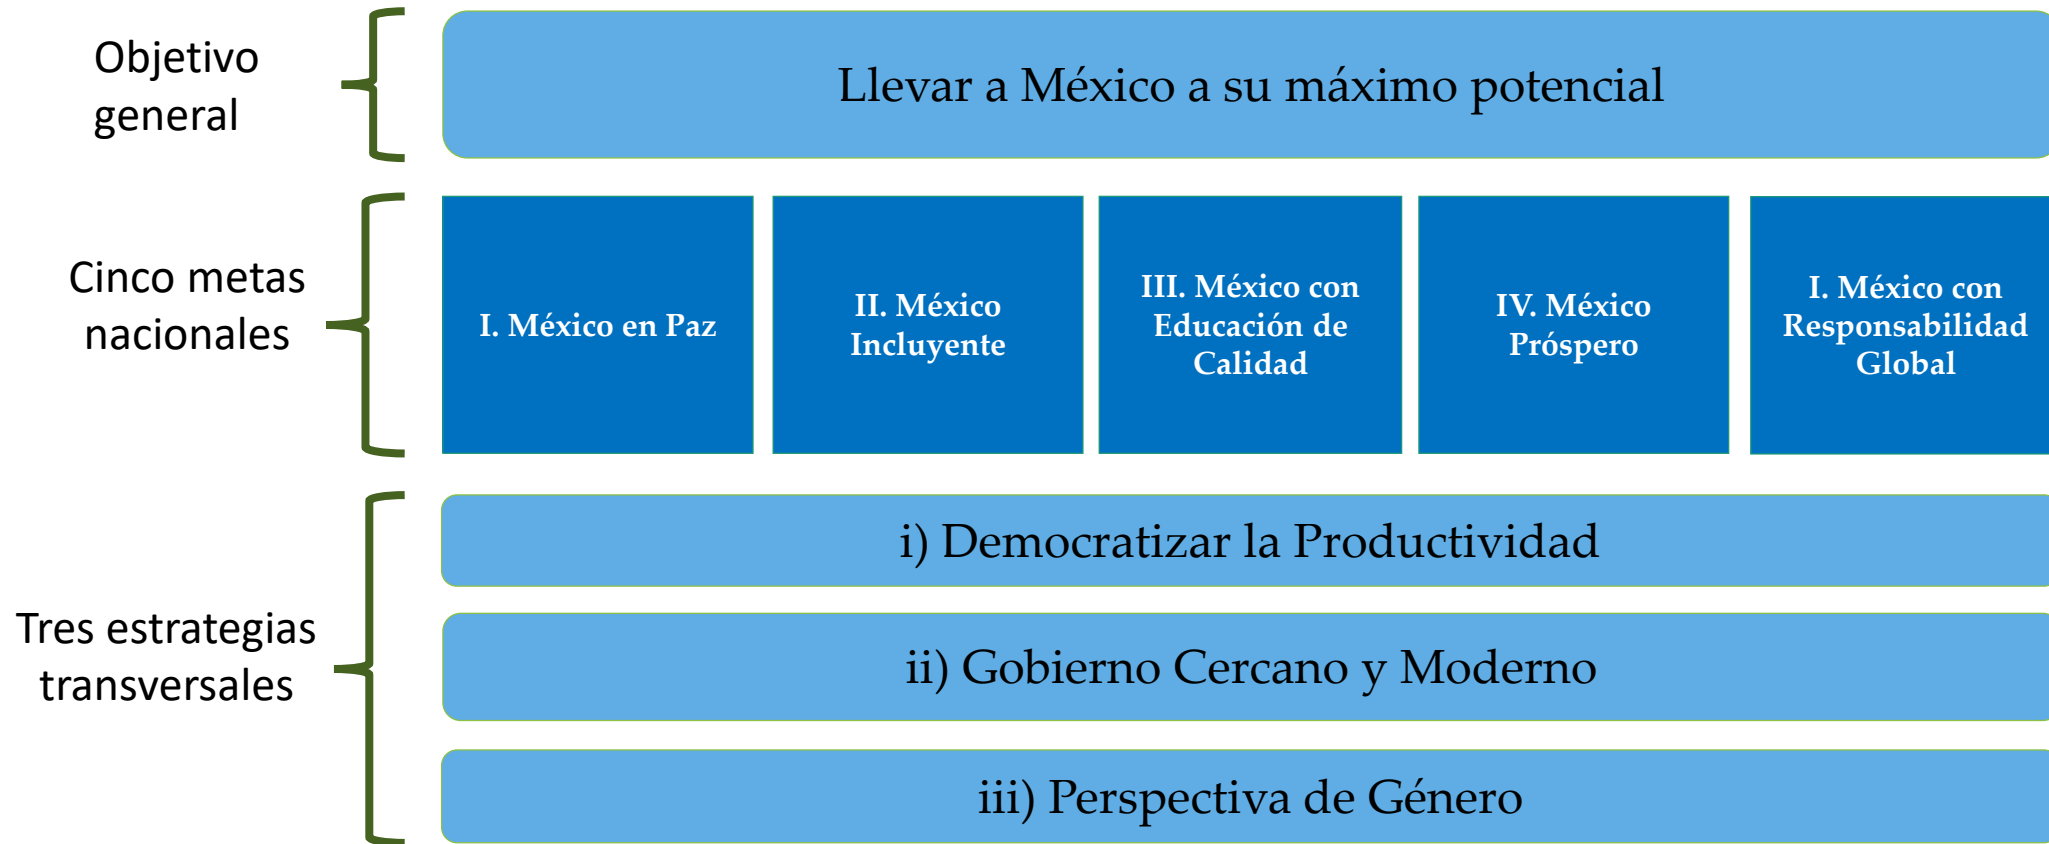 Objetivo
general
Llevar a México a su máximo potencial
Cinco metas
nacionales
I. México en Paz
II. México
Incluyente
III. México con
Educación de
Calidad
IV. México
Próspero
I. México con
Responsabilidad
Global
Tres estrategias
transversales
i) Democratizar la Productividad
ii) Gobierno Cercano y Moderno
iii) Perspectiva de Género